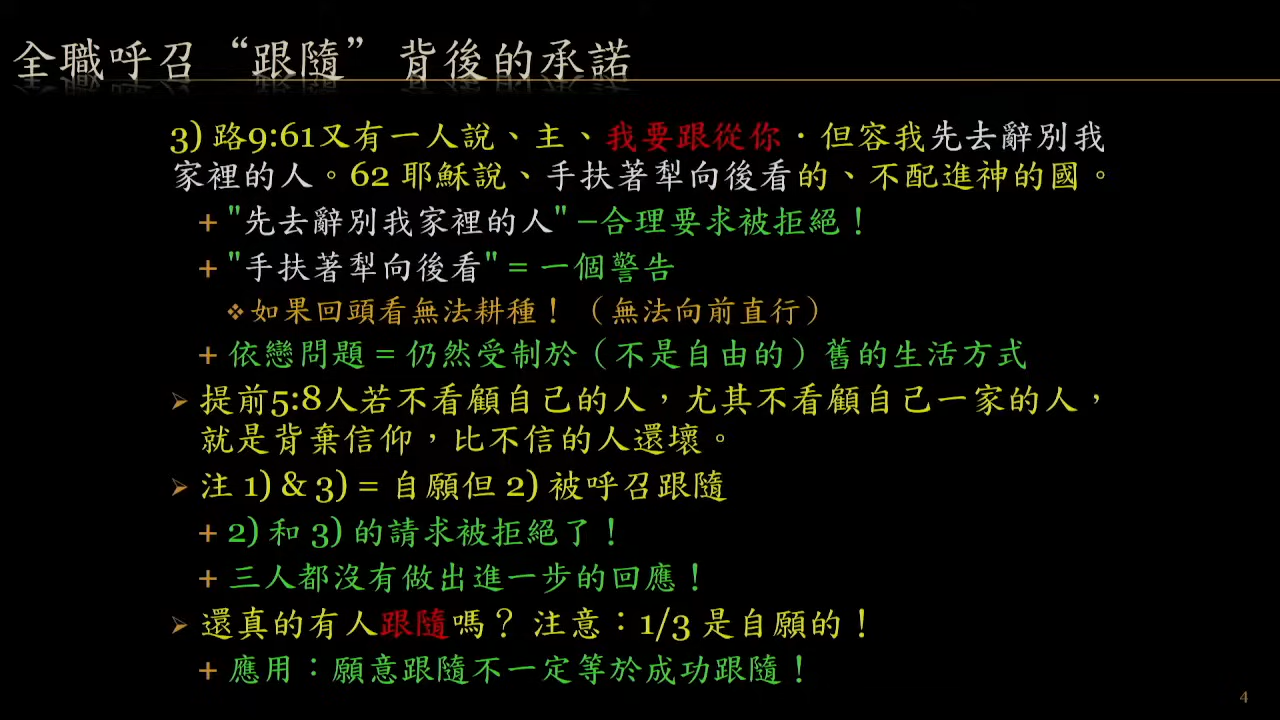 全職呼召“跟隨”背後的承諾
3) 路9:61又有一人說、主、我要跟從你．但容我先去辭別我
家裡的人。62 耶穌說、手扶著犁向後看的、不配進神的國。
+ "先去辭別我家裡的人" –合理要求被拒絕！
+ "手扶著犁向後看" = 一個警告
❖如果回頭看無法耕種！（無法向前直行）
+ 依戀問題 = 仍然受制於（不是自由的）舊的生活方式
➢ 提前5:8人若不看顧自己的人，尤其不看顧自己一家的人，
就是背棄信仰，比不信的人還壞。
➢ 注 1) & 3) = 自願但 2) 被呼召跟隨
+ 2) 和 3) 的請求被拒絕了！
+ 三人都沒有做出進一步的回應！
➢ 還真的有人跟隨嗎？ 注意：1/3 是自願的！
+ 應用：願意跟隨不一定等於成功跟隨！
4